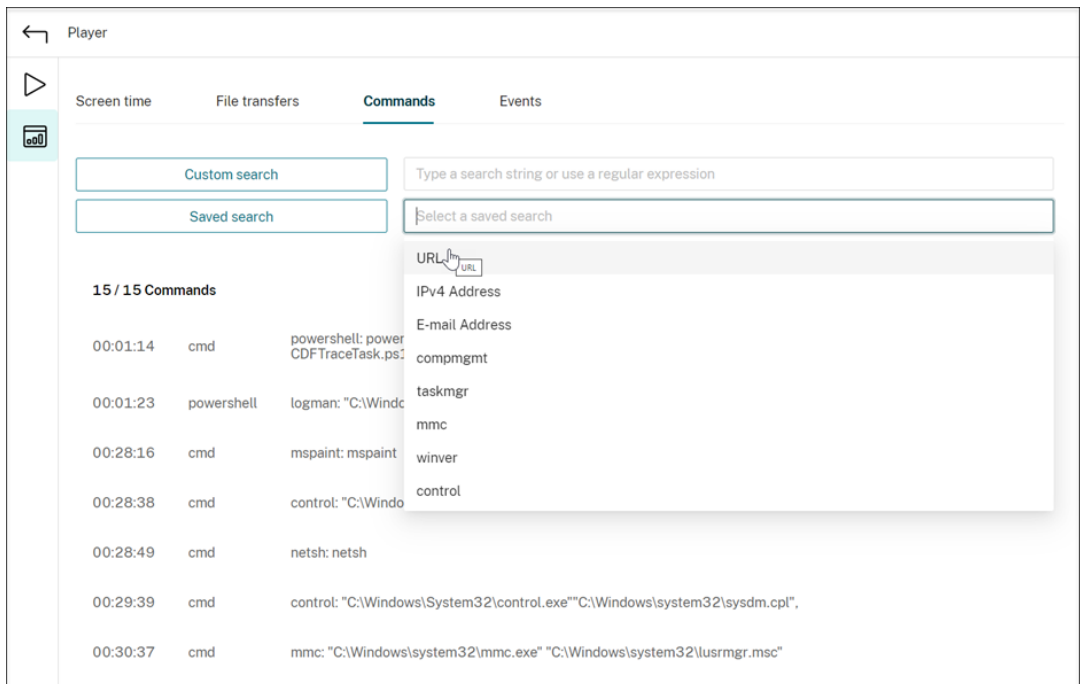 Player
Screen time File transfers Commands Events
Custom search Type a search string or use a regular expression
Saved search Select a saved search
URL URL
IPv4 Address
E-mail Address
compmgmt
taskmgr
mmc
winver
control
15 / 15 Commands
00:01:14 cmd powershell: power
CDFTraceTask.ps1
00:01:23 powershell logman: "C:\Windo
00:28:16 cmd mspaint: mspaint
00:28:38 cmd control: "C:\Windo
00:28:49 cmd netsh: netsh
00:29:39 cmd control: "C:\Windows\System32\control.exe""C:\Windows\system32\sysdm.cpl",
00:30:37 cmd mmc: "C:\Windows\system32\mmc.exe" "C:\Windows\system32\lusrmgr.msc"